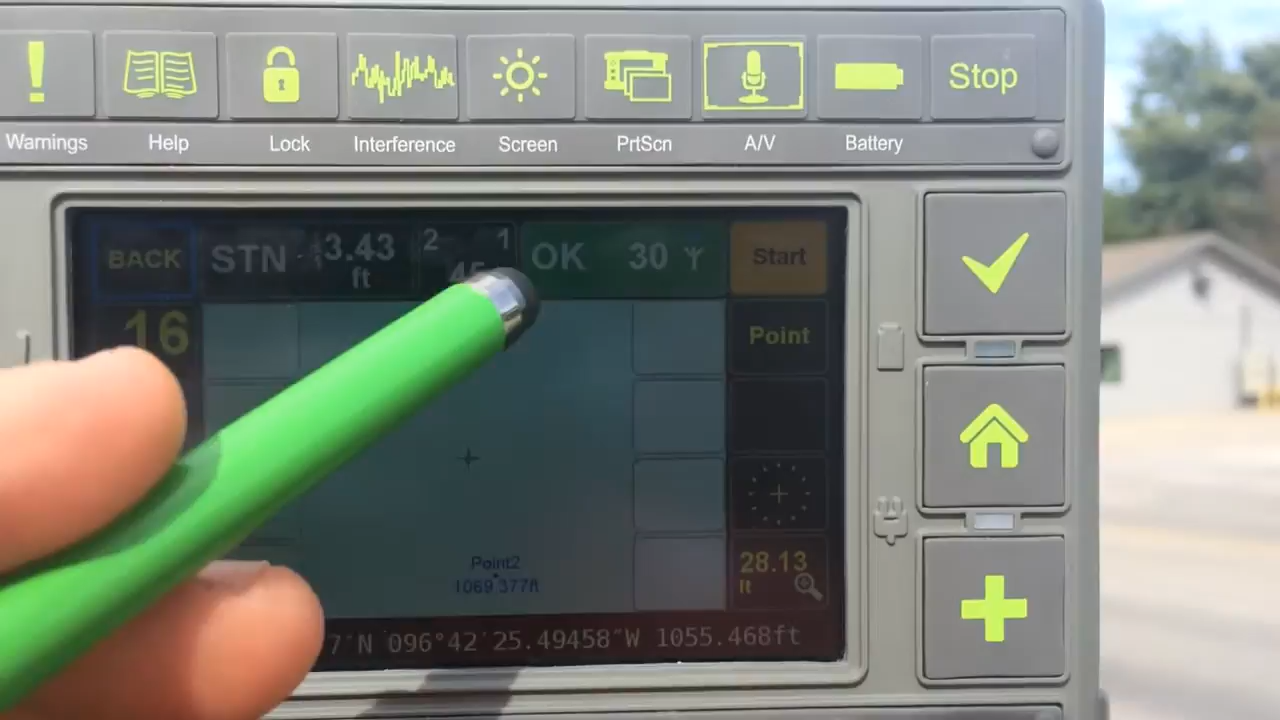 Warnings Help Lock Interference Screen PrtScn A/V Battery
Stop
BACK STN 3.43 ft 2 1 OK 30 Start
16
Point
Point2
1069.377ft
28.13
ft
7"N 096°42'25.49458"W 1055.468ft